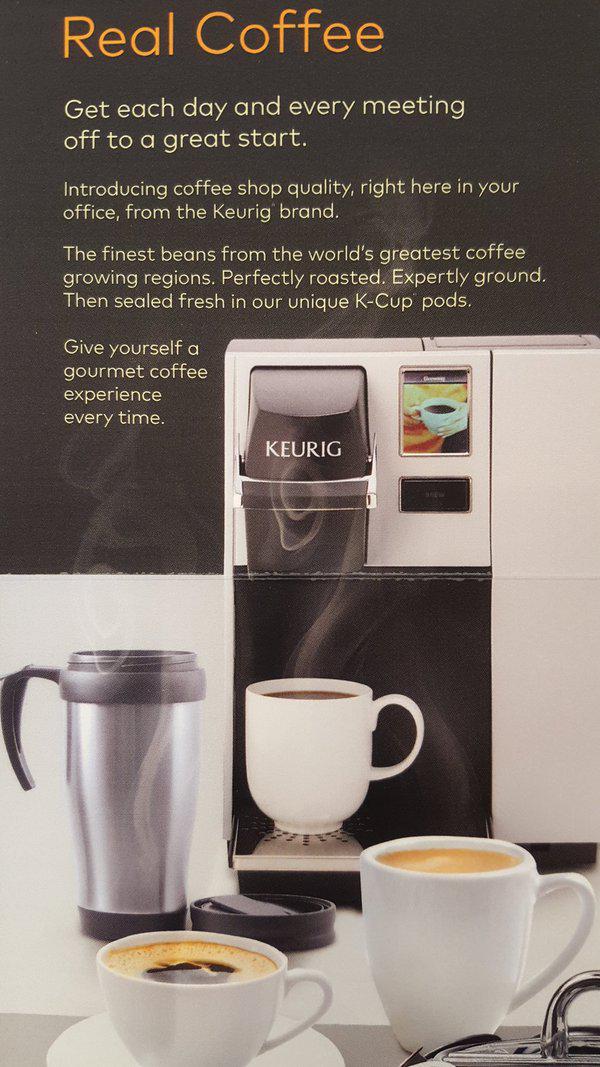 Real Coffee
Get each day and every meeting
off to a great start.
Introducing coffee shop quality, right here in your
office, from the Keurig® brand.
The finest beans from the world's greatest coffee
growing regions. Perfectly roasted. Expertly ground.
Then sealed fresh in our unique K-Cup® pods.
Give yourself a
gourmet coffee
experience
every time.
KEURIG
Brewing
BREW